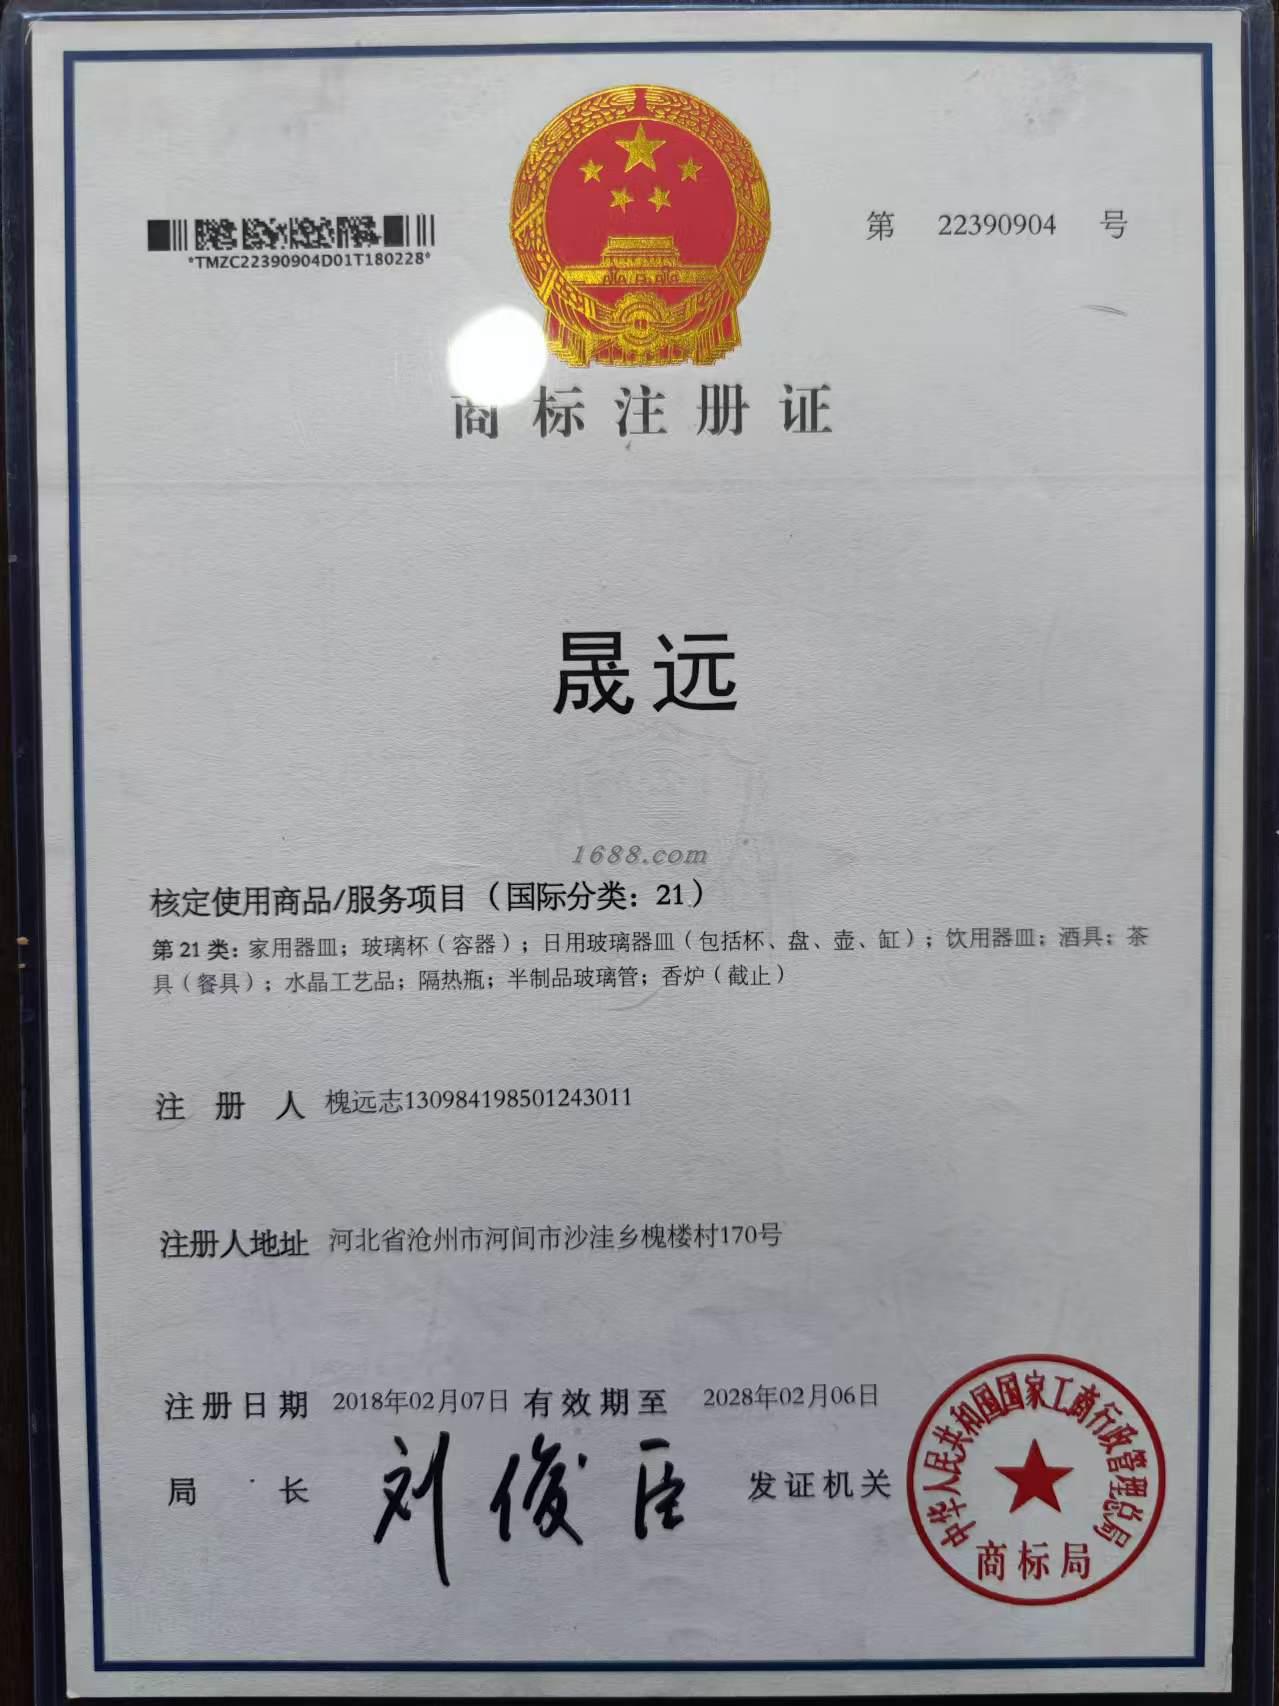 第 22390904 号
*TMZC22390904D01T180228*
商标注册证
晟远
1688.com
核定使用商品/服务项目（国际分类：21）
第21类：家用器皿；玻璃杯（容器）；日用玻璃器皿（包括杯、盘、壶、缸）；饮用器皿；酒具；茶
具（餐具）；水晶工艺品；隔热瓶；半制品玻璃管；香炉（截止）
注册人 槐远志130984198501243011
注册人地址 河北省沧州市河间市沙洼乡槐楼村170号
注册日期 2018年02月07日 有效期至 2028年02月06日
局长 刘俊臣 发证机关
中华人民共和国国家工商行政管理总局
商标局